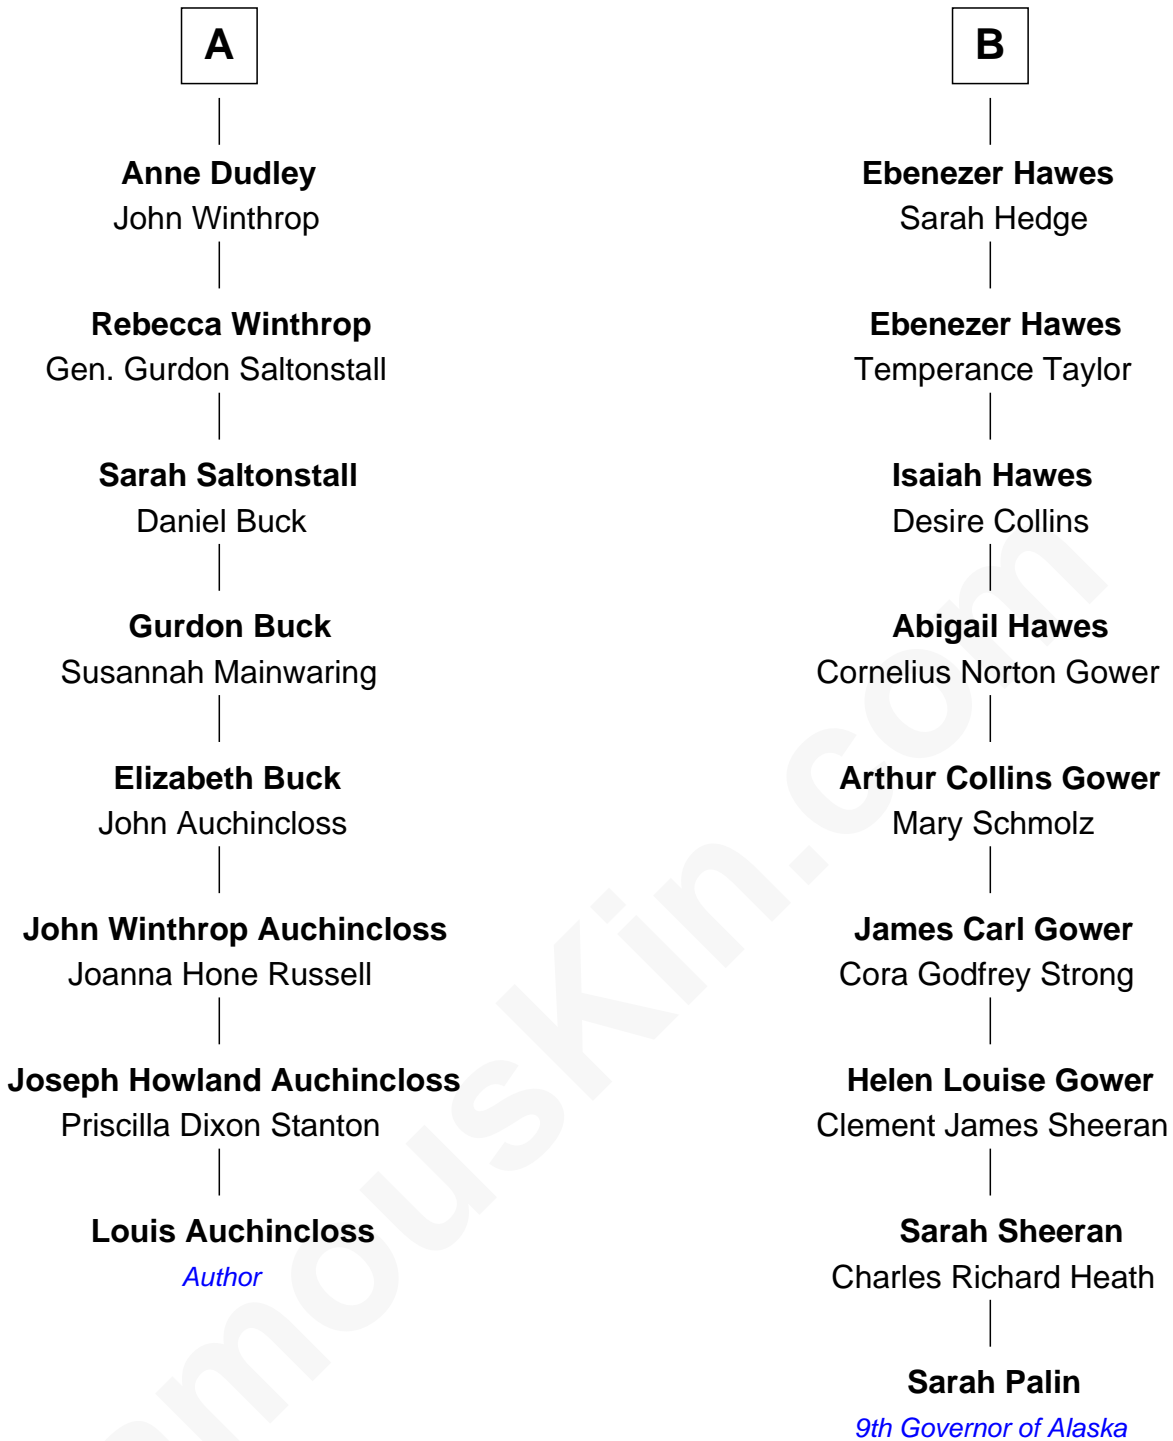 A
Anne Dudley
John Winthrop
Rebecca Winthrop
Gen. Gurdon Saltonstall
Sarah Saltonstall
Daniel Buck
Gurdon Buck
Susannah Mainwaring
Elizabeth Buck
John Auchincloss
John Winthrop Auchincloss
Joanna Hone Russell
Joseph Howland Auchincloss
Priscilla Dixon Stanton
Louis Auchincloss
Author
B
Ebenezer Hawes
Sarah Hedge
Ebenezer Hawes
Temperance Taylor
Isaiah Hawes
Desire Collins
Abigail Hawes
Cornelius Norton Gower
Arthur Collins Gower
Mary Schmolz
James Carl Gower
Cora Godfrey Strong
Helen Louise Gower
Clement James Sheeran
Sarah Sheeran
Charles Richard Heath
Sarah Palin
9th Governor of Alaska
amousKin.com